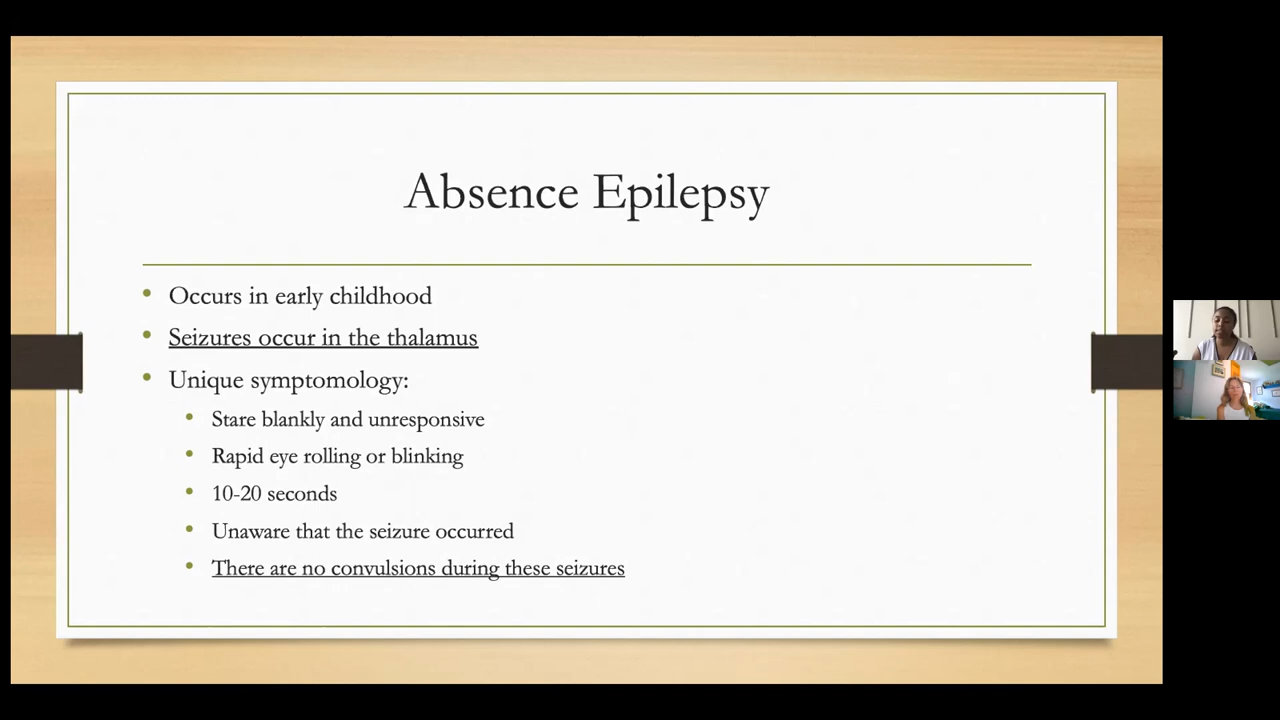 Absence Epilepsy
• Occurs in early childhood
• Seizures occur in the thalamus
• Unique symptomology:
• Stare blankly and unresponsive
• Rapid eye rolling or blinking
• 10-20 seconds
• Unaware that the seizure occurred
• There are no convulsions during these seizures